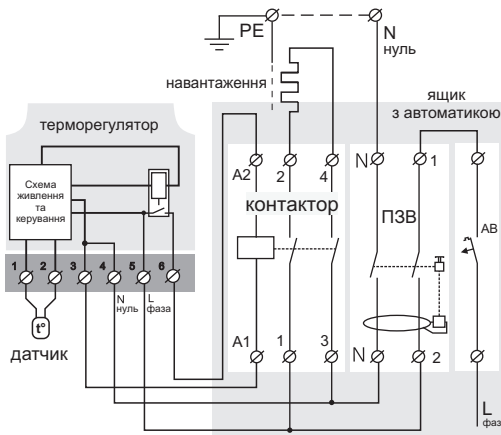 PE
N
нуль
навантаження
ящик
з автоматикою
терморегулятор
Схема
живлення
та
керування
A2
2
4
N
1
контактор
ПЗВ
АВ
1
2
3
4
5
6
N
нуль
L
фаза
t°
датчик
A1
1
3
N
2
L
фаза